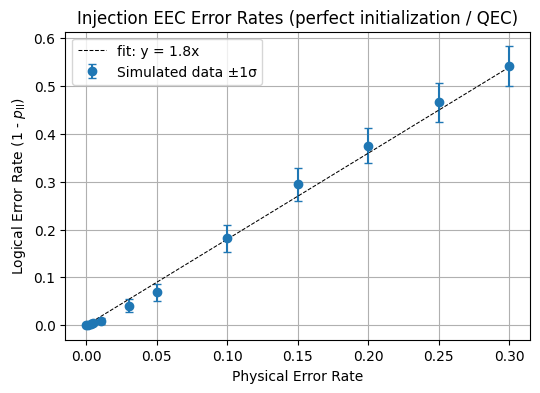 Injection EEC Error Rates (perfect initialization / QEC)
fit: y = 1.8x
Simulated data ±1σ
Logical Error Rate (1 - p_II)
0.6
0.5
0.4
0.3
0.2
0.1
0.0
0.00 0.05 0.10 0.15 0.20 0.25 0.30
Physical Error Rate